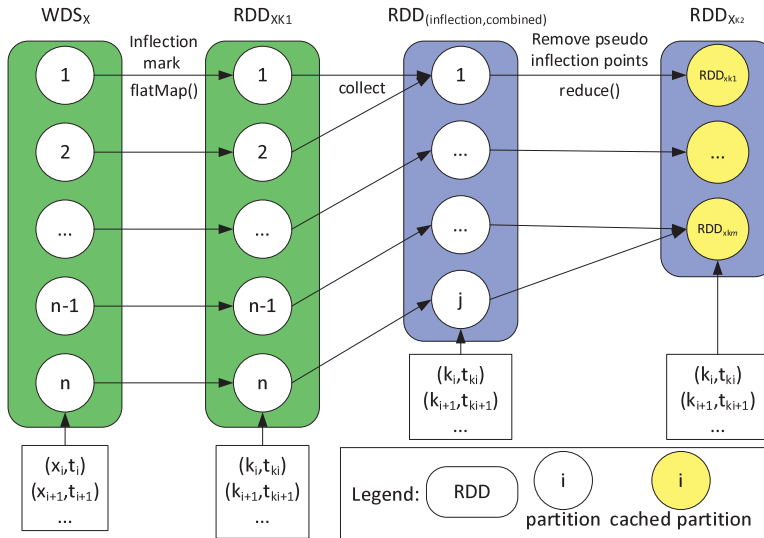 WDS_X
RDD_XK1
RDD_(inflection,combined)
RDD_X_K2
Inflection
mark
flatMap()
collect
Remove pseudo
inflection points
reduce()
1
2
...
n-1
n
1
2
...
n-1
n
1
...
...
j
RDD_xk1
...
RDD_xkm
(x_i,t_i)
(x_i+1,t_i+1)
...
(k_i,t_ki)
(k_i+1,t_ki+1)
...
(k_i,t_ki)
(k_i+1,t_ki+1)
...
(k_i,t_ki)
(k_i+1,t_ki+1)
...
Legend:
RDD
i
partition
i
cached partition